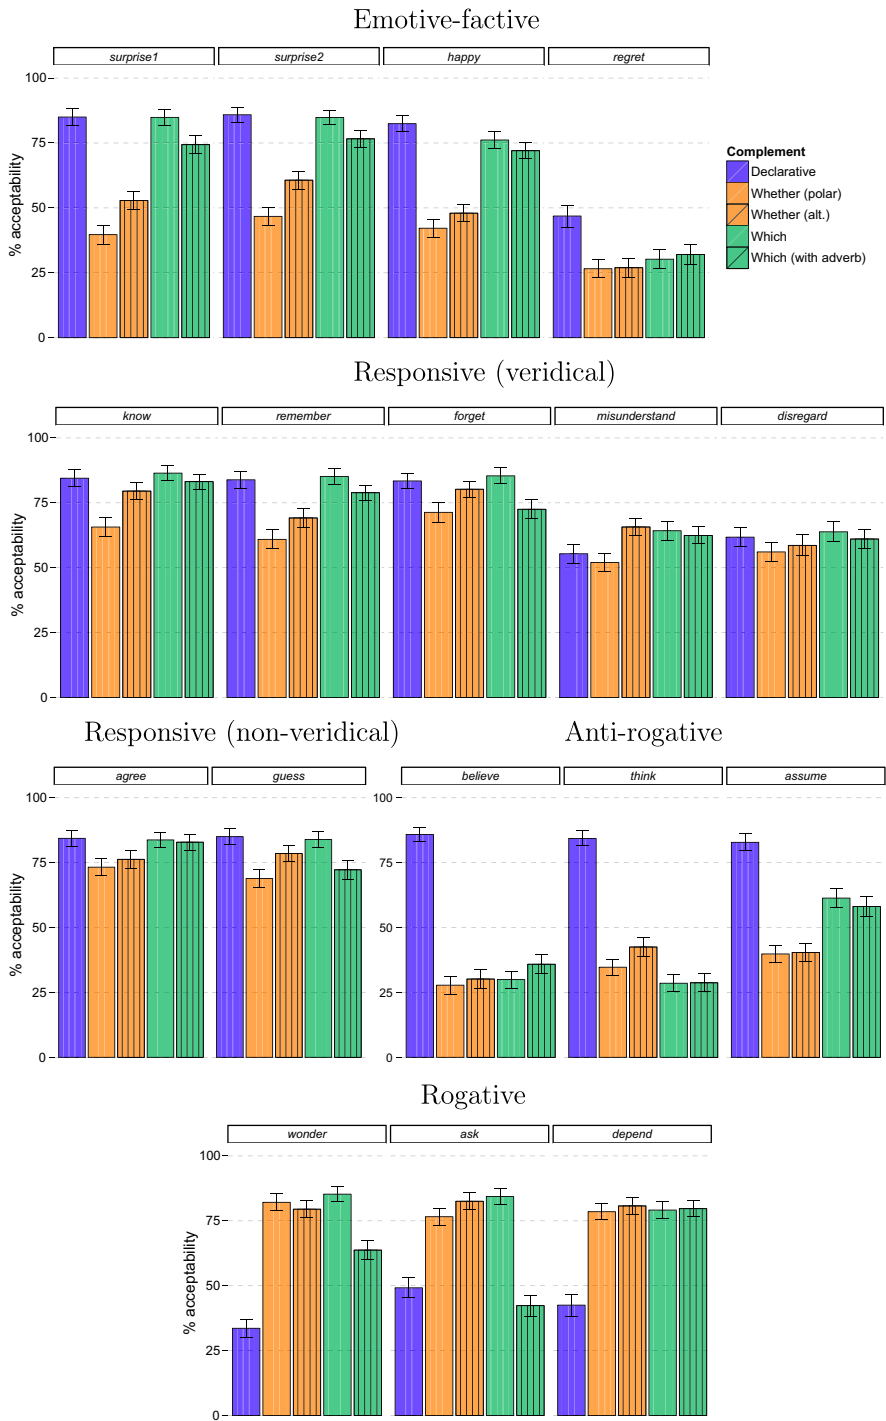 Emotive-factive
surprise1 surprise2 happy regret
100
75
50
25
0
% acceptability
Complement
Declarative
Whether (polar)
Whether (alt.)
Which
Which (with adverb)
Responsive (veridical)
know remember forget misunderstand disregard
100
75
50
25
0
% acceptability
Responsive (non-veridical) Anti-rogative
agree guess believe think assume
100 100
75 75
50 50
25 25
0 0
% acceptability
Rogative
wonder ask depend
100
75
50
25
0
% acceptability